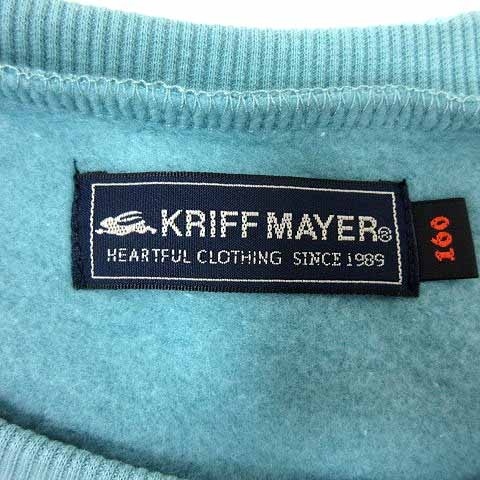 KRIFF MAYER®
HEARTFUL CLOTHING SINCE 1989
160